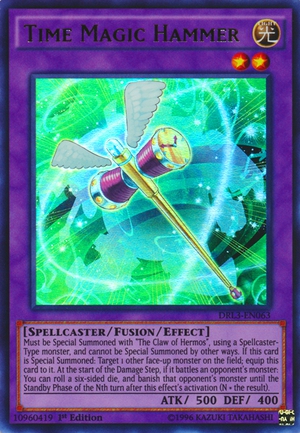 TIME MAGIC HAMMER
光
DRL3-EN063
[SPELLCASTER/FUSION/EFFECT]
Must be Special Summoned with "The Claw of Hermos", using a Spellcaster-
Type monster, and cannot be Special Summoned by other ways. If this card
is Special Summoned: Target 1 other face-up monster on the field; equip this
card to it. At the start of the Damage Step, if it battles an opponent's monster:
You can roll a six-sided die, and banish that opponent's monster until the
Standby Phase of the Nth turn after this effect's activation (N = the result).
ATK/ 500 DEF/ 400
10960419 1st Edition ©1996 KAZUKI TAKAHASHI